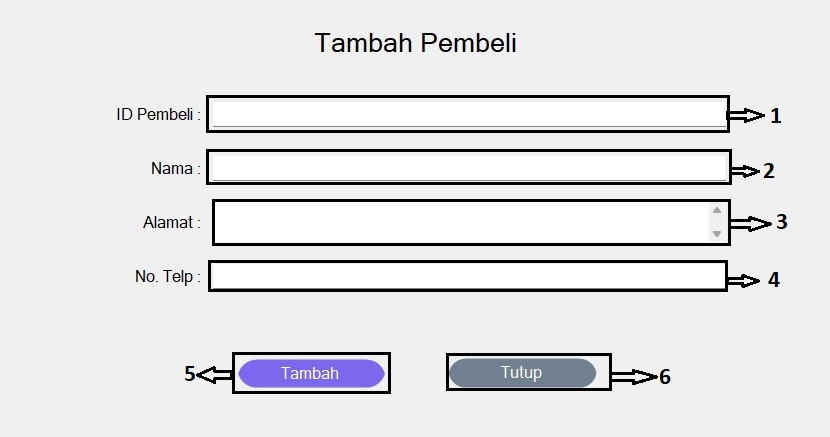 Tambah Pembeli
ID Pembeli : 1
Nama : 2
Alamat : 3
No. Telp : 4
5 Tambah Tutup 6